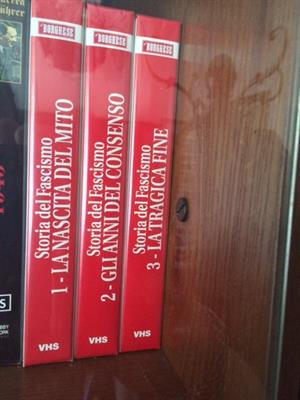 il BORGHESE
Storia del Fascismo
1 - LA NASCITA DEL MITO
VHS
il BORGHESE
Storia del Fascismo
2 - GLI ANNI DEL CONSENSO
VHS
il BORGHESE
Storia del Fascismo
3 - LA TRAGICA FINE
VHS